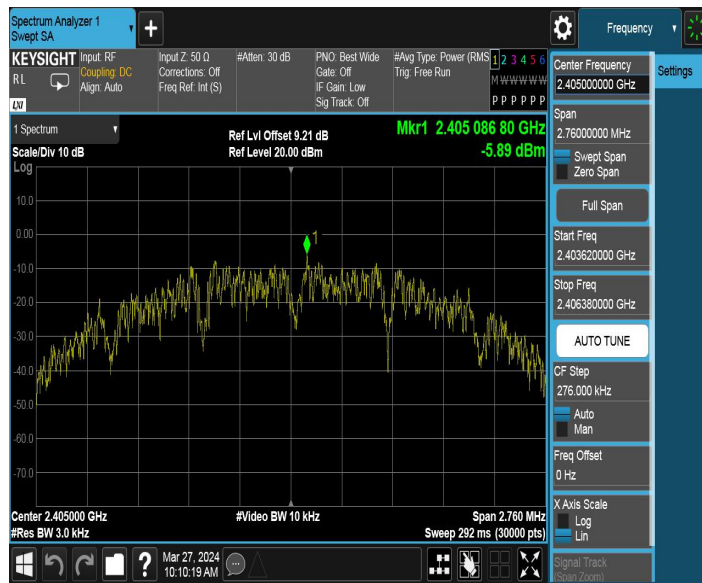 Spectrum Analyzer 1
Swept SA
+
Frequency
KEYSIGHT
RL
LXI
Input: RF
Coupling: DC
Align: Auto
Input Z: 50 Ω
Corrections: Off
Freq Ref: Int (S)
#Atten: 30 dB
PNO: Best Wide
Gate: Off
IF Gain: Low
Sig Track: Off
#Avg Type: Power (RMS
Trig: Free Run
1 2 3 4 5 6
M W W W W W
P P P P P P
1 Spectrum
Scale/Div 10 dB
Log
Ref Lvl Offset 9.21 dB
Ref Level 20.00 dBm
Mkr1 2.405 086 80 GHz
-5.89 dBm
1
10.0
0.00
-10.0
-20.0
-30.0
-40.0
-50.0
-60.0
-70.0
Center 2.405000 GHz
#Res BW 3.0 kHz
#Video BW 10 kHz
Span 2.760 MHz
Sweep 292 ms (30000 pts)
?
Mar 27, 2024
10:10:19 AM
Center Frequency
2.405000000 GHz
Span
2.76000000 MHz
Swept Span
Zero Span
Full Span
Start Freq
2.403620000 GHz
Stop Freq
2.406380000 GHz
AUTO TUNE
CF Step
276.000 kHz
Auto
Man
Freq Offset
0 Hz
X Axis Scale
Log
Lin
Signal Track
(Span Zoom)
Settings